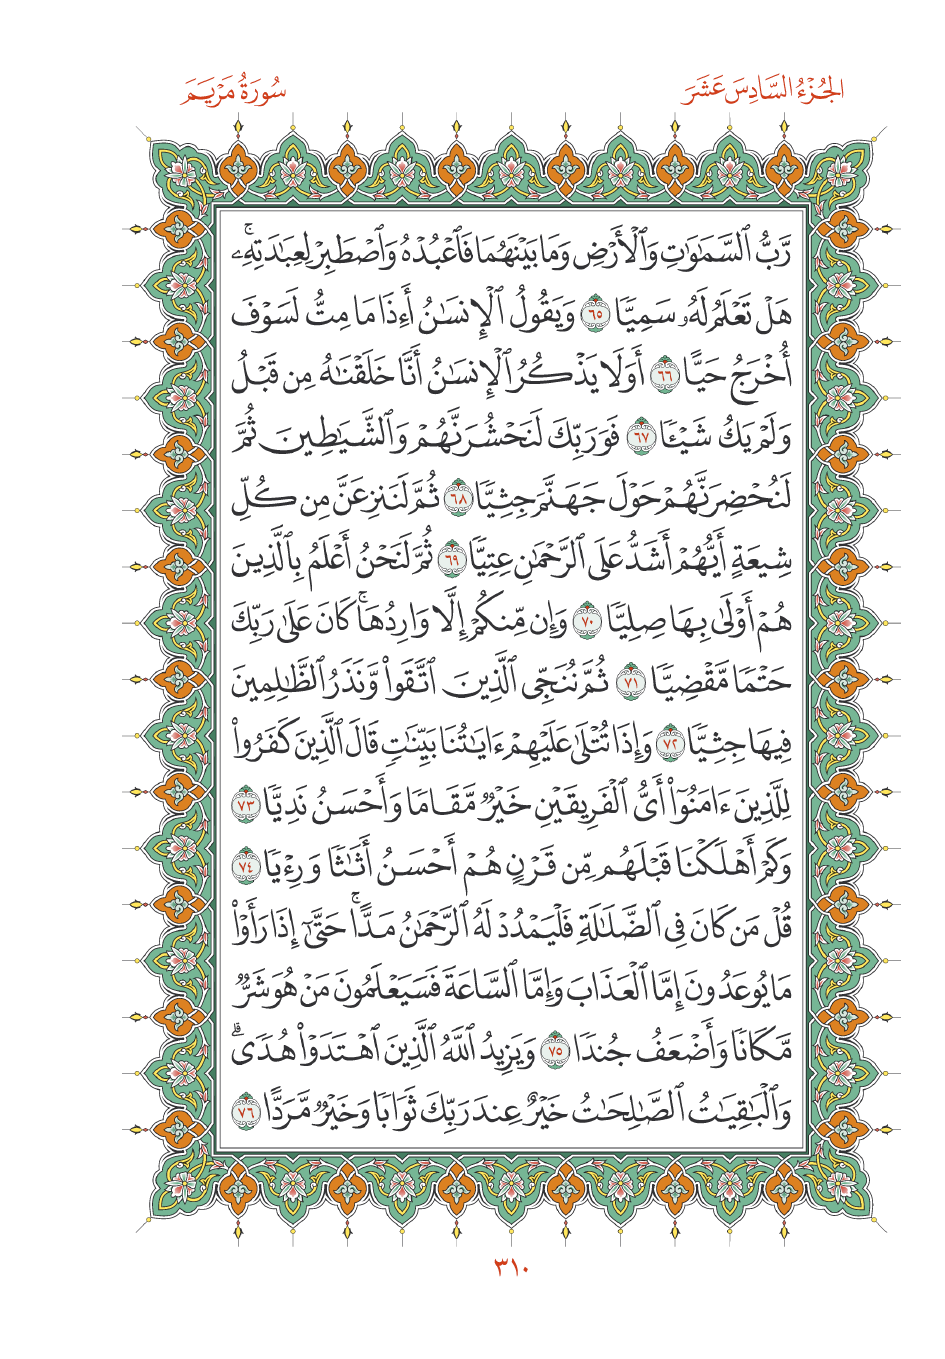 الجُزْءُ السَّادِسَ عَشَرَ
سُورَةُ مَرْيَمَ
رَّبُّ ٱلسَّمَٰوَٰتِ وَٱلْأَرْضِ وَمَا بَيْنَهُمَا فَٱعْبُدْهُ وَٱصْطَبِرْ لِعِبَٰدَتِهِۦۚ
هَلْ تَعْلَمُ لَهُۥ سَمِيًّا ٦٥ وَيَقُولُ ٱلْإِنسَٰنُ أَءِذَا مَا مِتُّ لَسَوْفَ
أُخْرَجُ حَيًّا ٦٦ أَوَلَا يَذْكُرُ ٱلْإِنسَٰنُ أَنَّا خَلَقْنَٰهُ مِن قَبْلُ
وَلَمْ يَكُ شَيْـًٔا ٦٧ فَوَرَبِّكَ لَنَحْشُرَنَّهُمْ وَٱلشَّيَٰطِينَ ثُمَّ
لَنُحْضِرَنَّهُمْ حَوْلَ جَهَنَّمَ جِثِيًّا ٦٨ ثُمَّ لَنَنزِعَنَّ مِن كُلِّ
شِيعَةٍ أَيُّهُمْ أَشَدُّ عَلَى ٱلرَّحْمَٰنِ عِتِيًّا ٦٩ ثُمَّ لَنَحْنُ أَعْلَمُ بِٱلَّذِينَ
هُمْ أَوْلَىٰ بِهَا صِلِيًّا ٧٠ وَإِن مِّنكُمْ إِلَّا وَارِدُهَاۚ كَانَ عَلَىٰ رَبِّكَ
حَتْمًا مَّقْضِيًّا ٧١ ثُمَّ نُنَجِّى ٱلَّذِينَ ٱتَّقَوا۟ وَّنَذَرُ ٱلظَّٰلِمِينَ
فِيهَا جِثِيًّا ٧٢ وَإِذَا تُتْلَىٰ عَلَيْهِمْ ءَايَٰتُنَا بَيِّنَٰتٍ قَالَ ٱلَّذِينَ كَفَرُوا۟
لِلَّذِينَ ءَامَنُوٓا۟ أَىُّ ٱلْفَرِيقَيْنِ خَيْرٌ مَّقَامًا وَأَحْسَنُ نَدِيًّا ٧٣
وَكَمْ أَهْلَكْنَا قَبْلَهُم مِّن قَرْنٍ هُمْ أَحْسَنُ أَثَٰثًا وَرِءْيًا ٧٤
قُلْ مَن كَانَ فِى ٱلضَّلَٰلَةِ فَلْيَمْدُدْ لَهُ ٱلرَّحْمَٰنُ مَدًّاۚ حَتَّىٰٓ إِذَا رَأَوْا۟
مَا يُوعَدُونَ إِمَّا ٱلْعَذَابَ وَإِمَّا ٱلسَّاعَةَ فَسَيَعْلَمُونَ مَنْ هُوَ شَرٌّ
مَّكَانًا وَأَضْعَفُ جُندًا ٧٥ وَيَزِيدُ ٱللَّهُ ٱلَّذِينَ ٱهْتَدَوْا۟ هُدًىۗ
وَٱلْبَٰقِيَٰتُ ٱلصَّٰلِحَٰتُ خَيْرٌ عِندَ رَبِّكَ ثَوَابًا وَخَيْرٌ مَّرَدًّا ٧٦
٣١٠